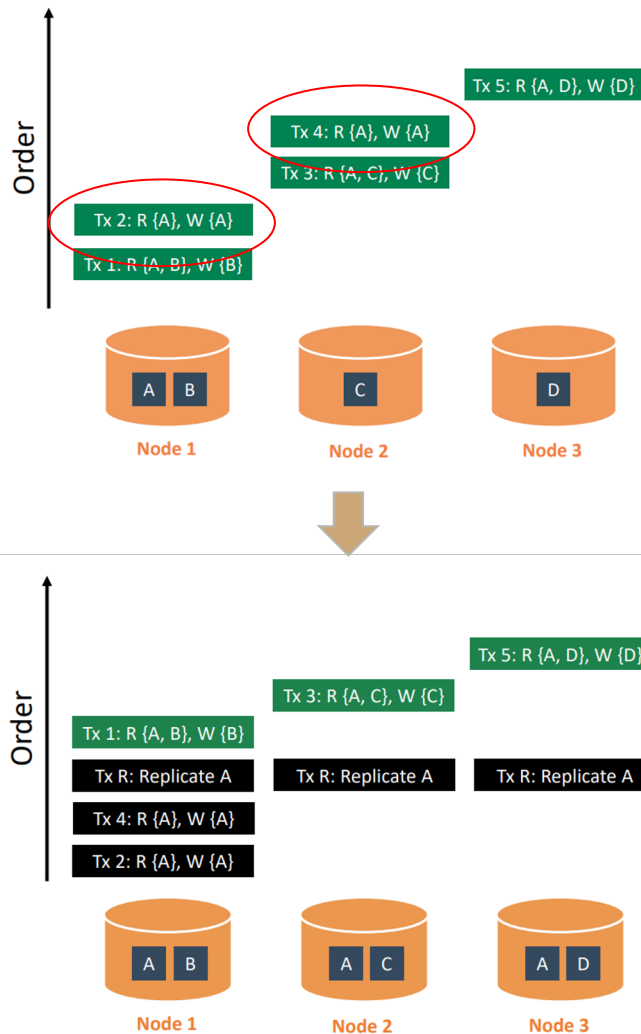 Order
Tx 5: R {A, D}, W {D}
Tx 4: R {A}, W {A}
Tx 3: R {A, C}, W {C}
Tx 2: R {A}, W {A}
Tx 1: R {A, B}, W {B}
A B
C
D
Node 1
Node 2
Node 3
Order
Tx 5: R {A, D}, W {D}
Tx 3: R {A, C}, W {C}
Tx 1: R {A, B}, W {B}
Tx R: Replicate A
Tx R: Replicate A
Tx R: Replicate A
Tx 4: R {A}, W {A}
Tx 2: R {A}, W {A}
A B
A C
A D
Node 1
Node 2
Node 3